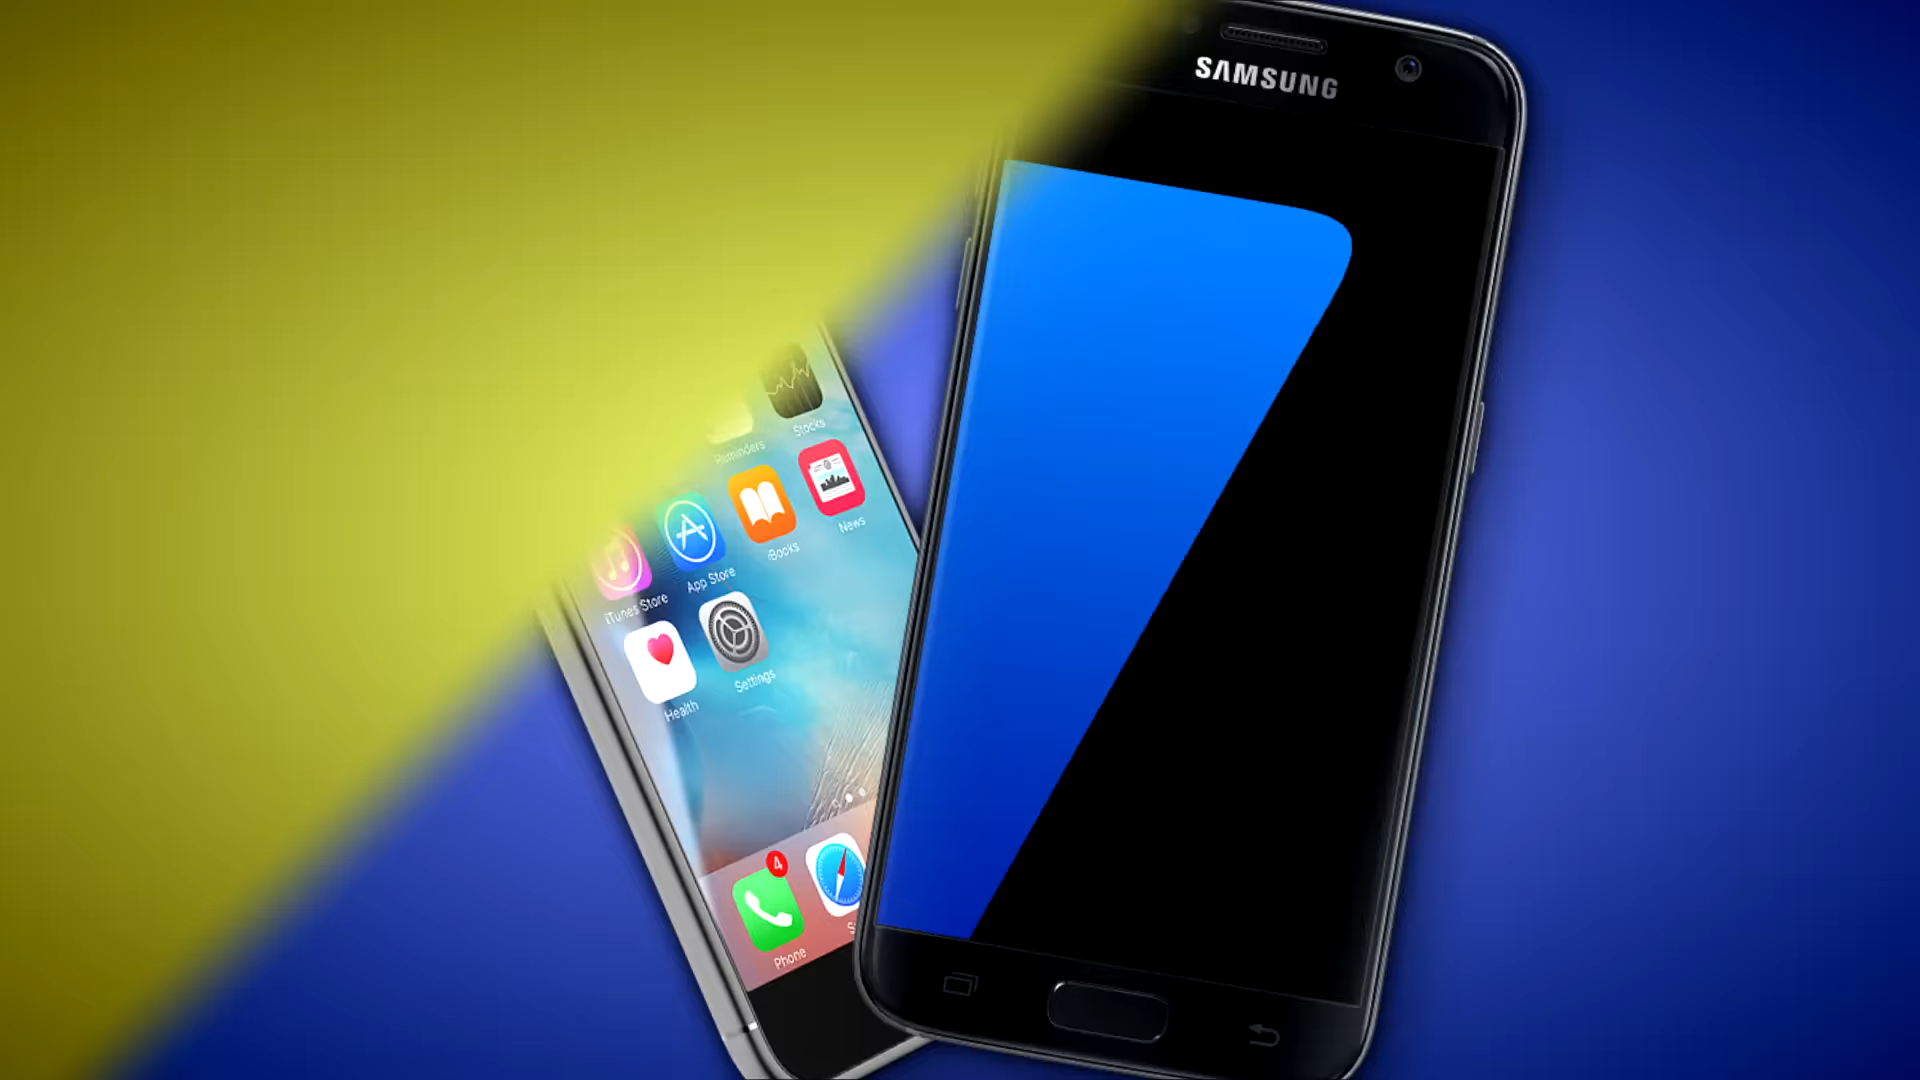 SAMSUNG
Stocks
Reminders
News
iBooks
App Store
iTunes Store
Settings
Health
4
Phone